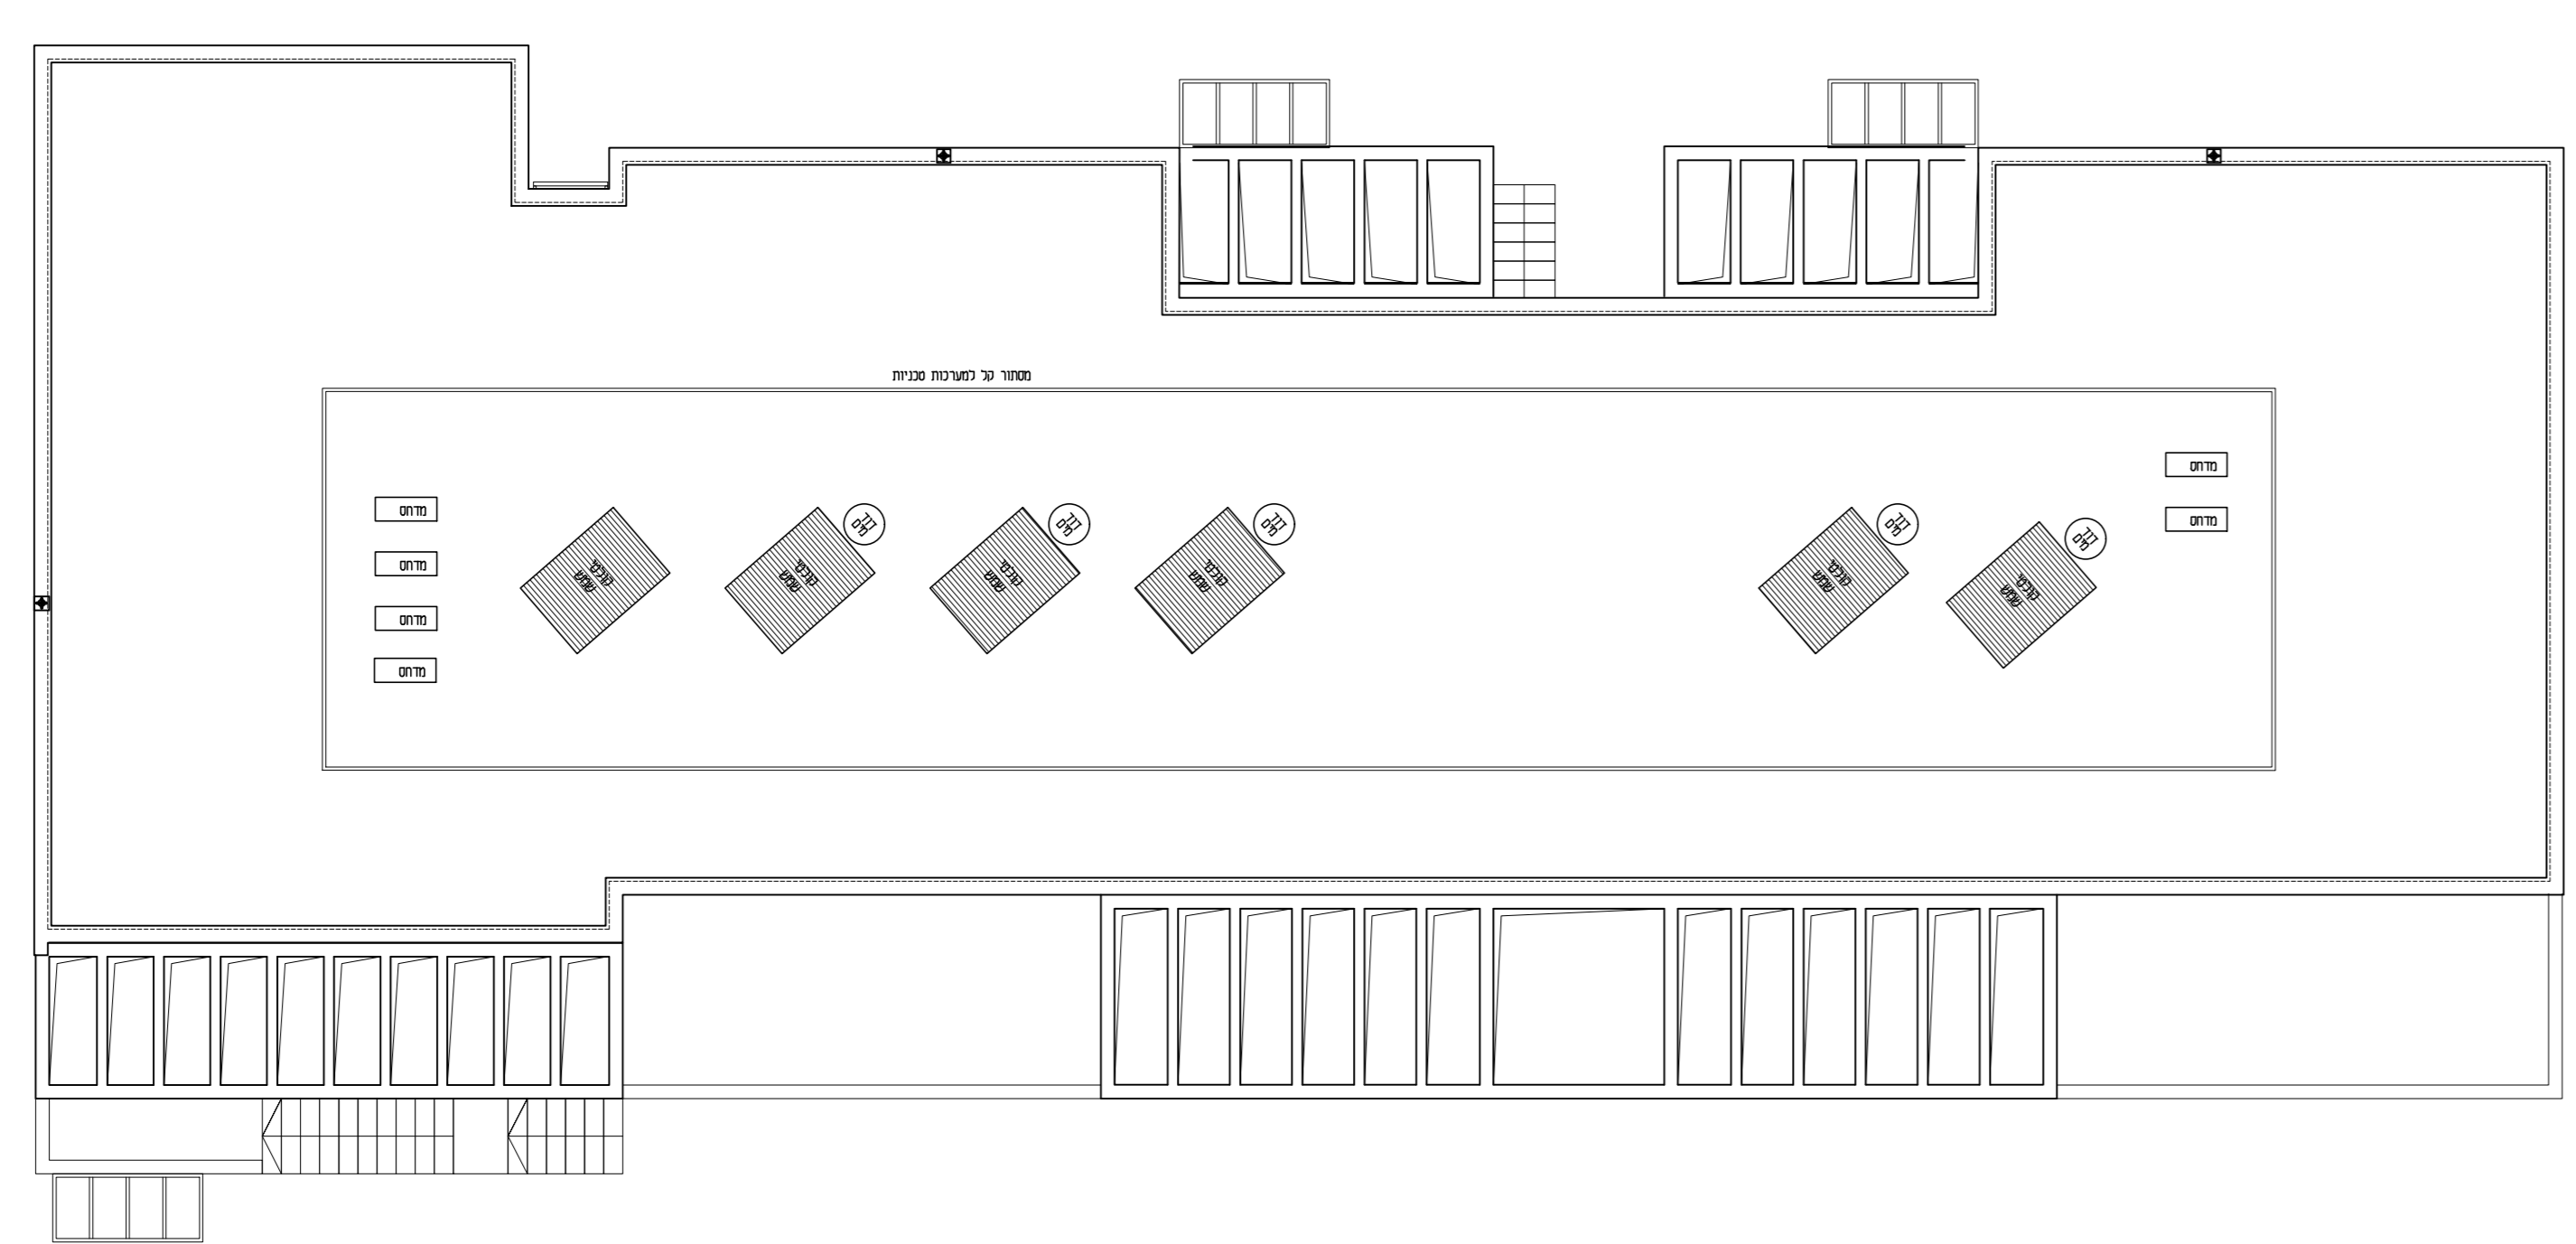 מסתור קל למערכות טכניות
מדחס
מדחס
מדחס
מדחס
מדחס
מדחס
קולטי
שמש
קולטי
שמש
דוד
מים
קולטי
שמש
דוד
מים
קולטי
שמש
דוד
מים
קולטי
שמש
דוד
מים
קולטי
שמש
דוד
מים